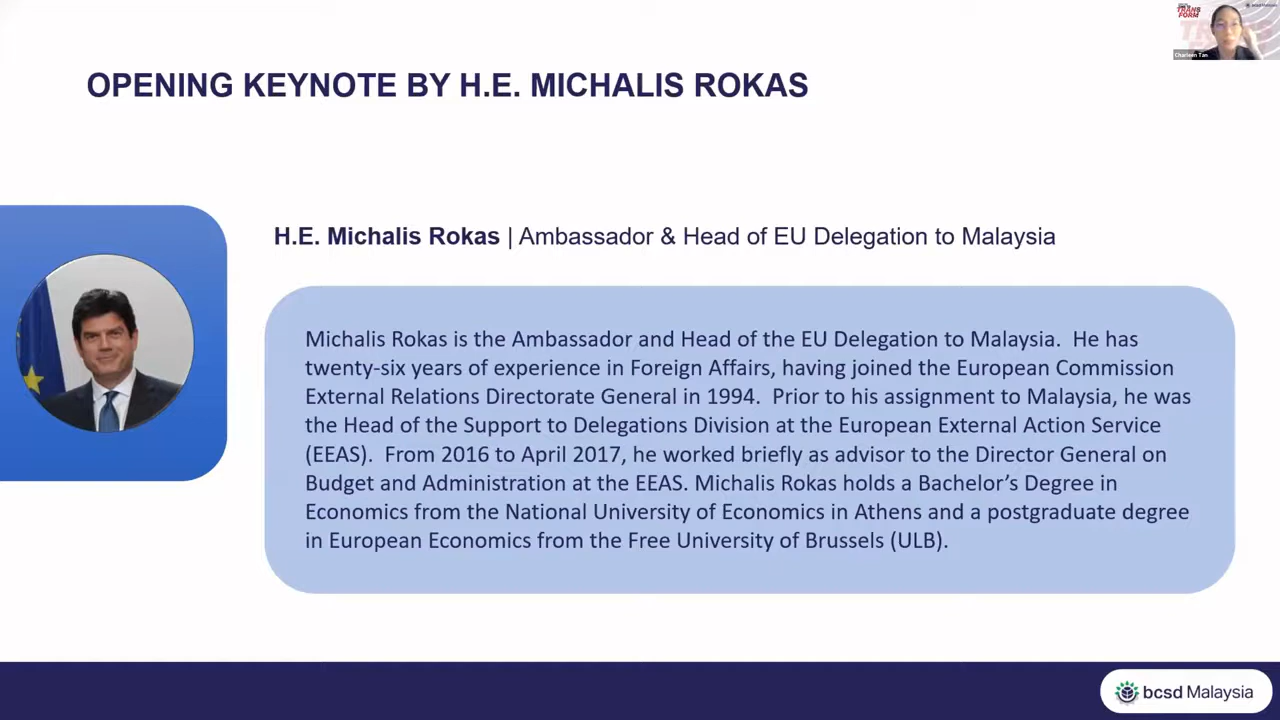 TRANS
FORM
bcsd Malaysia
Charleen Tan
OPENING KEYNOTE BY H.E. MICHALIS ROKAS
H.E. Michalis Rokas | Ambassador & Head of EU Delegation to Malaysia
Michalis Rokas is the Ambassador and Head of the EU Delegation to Malaysia.  He has
twenty-six years of experience in Foreign Affairs, having joined the European Commission
External Relations Directorate General in 1994.  Prior to his assignment to Malaysia, he was
the Head of the Support to Delegations Division at the European External Action Service
(EEAS).  From 2016 to April 2017, he worked briefly as advisor to the Director General on
Budget and Administration at the EEAS. Michalis Rokas holds a Bachelor’s Degree in
Economics from the National University of Economics in Athens and a postgraduate degree
in European Economics from the Free University of Brussels (ULB).
bcsd Malaysia